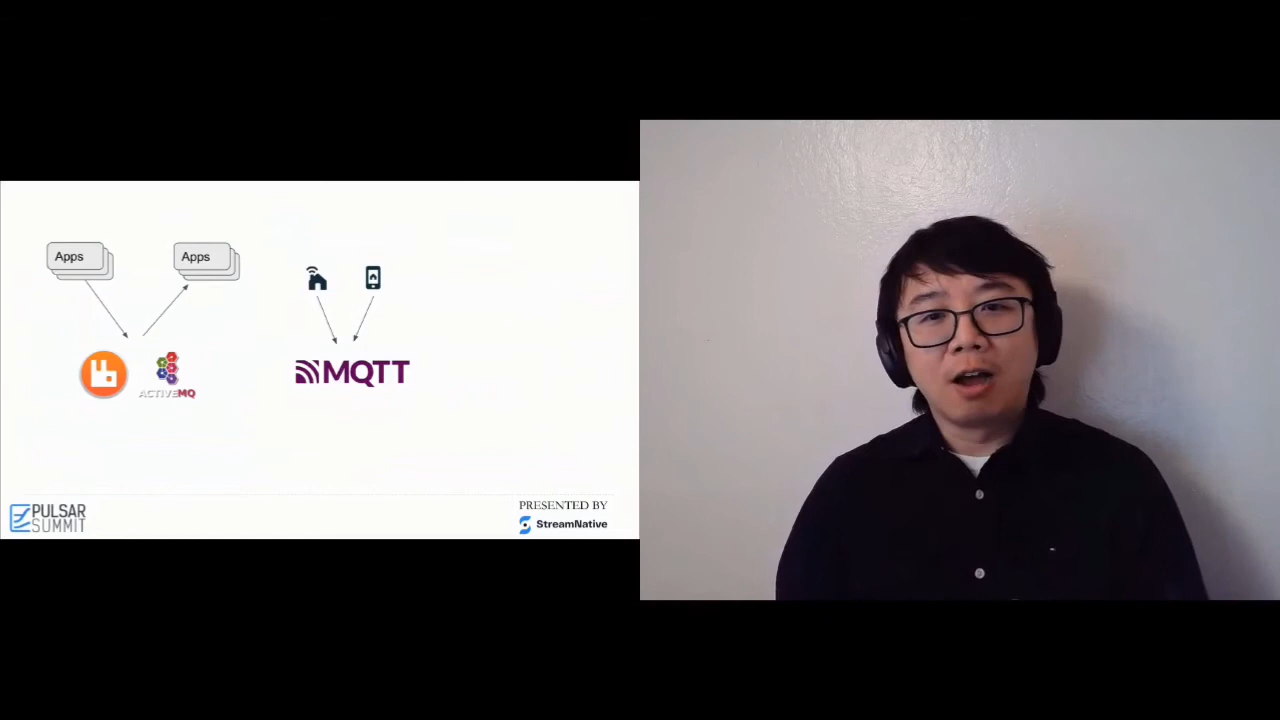 Apps
Apps
ACTIVEMQ
MQTT
PULSAR
SUMMIT
PRESENTED BY
StreamNative